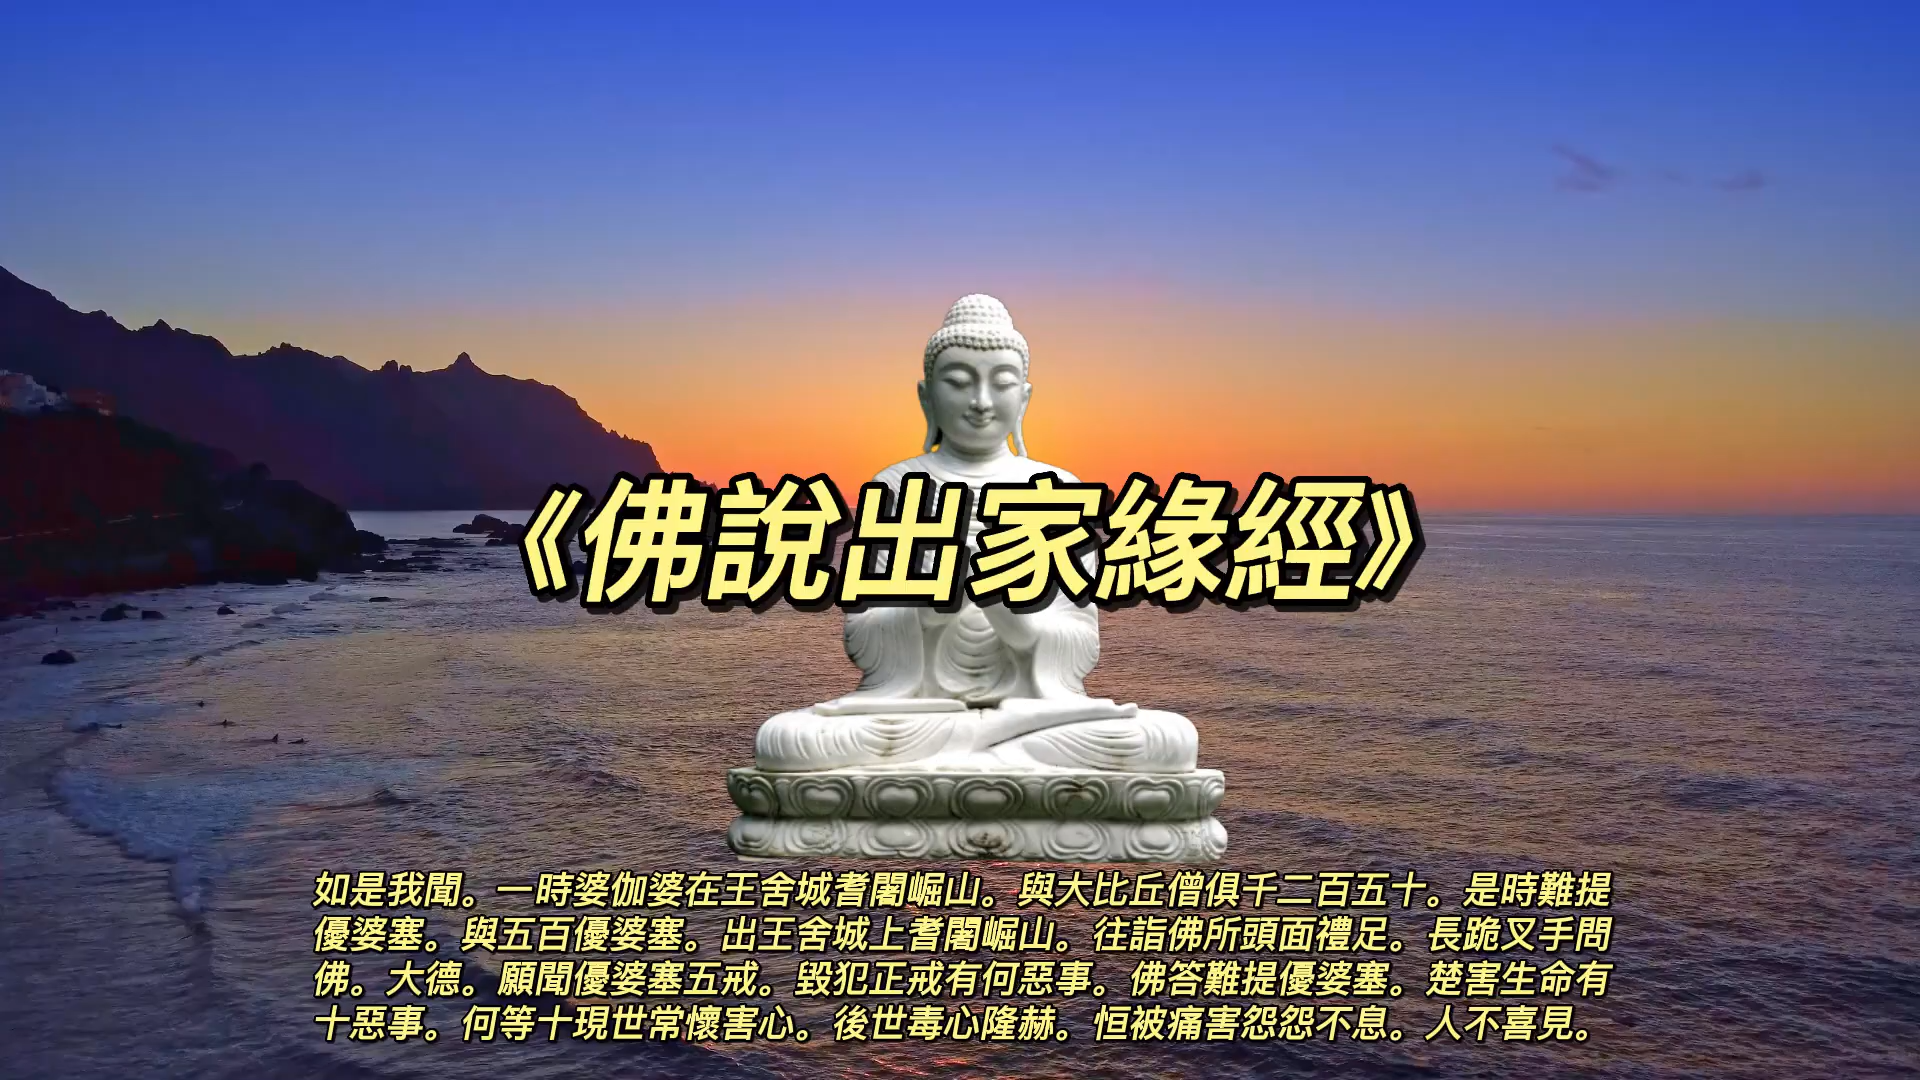 《佛說出家緣經》
如是我聞。一時婆伽婆在王舍城耆闍崛山。與大比丘僧俱千二百五十。是時難提
優婆塞。與五百優婆塞。出王舍城上耆闍崛山。往詣佛所頭面禮足。長跪叉手問
佛。大德。願聞優婆塞五戒。毀犯正戒有何惡事。佛答難提優婆塞。楚害生命有
十惡事。何等十現世常懷害心。後世毒心隆赫。恒被痛害怨怨不息。人不喜見。